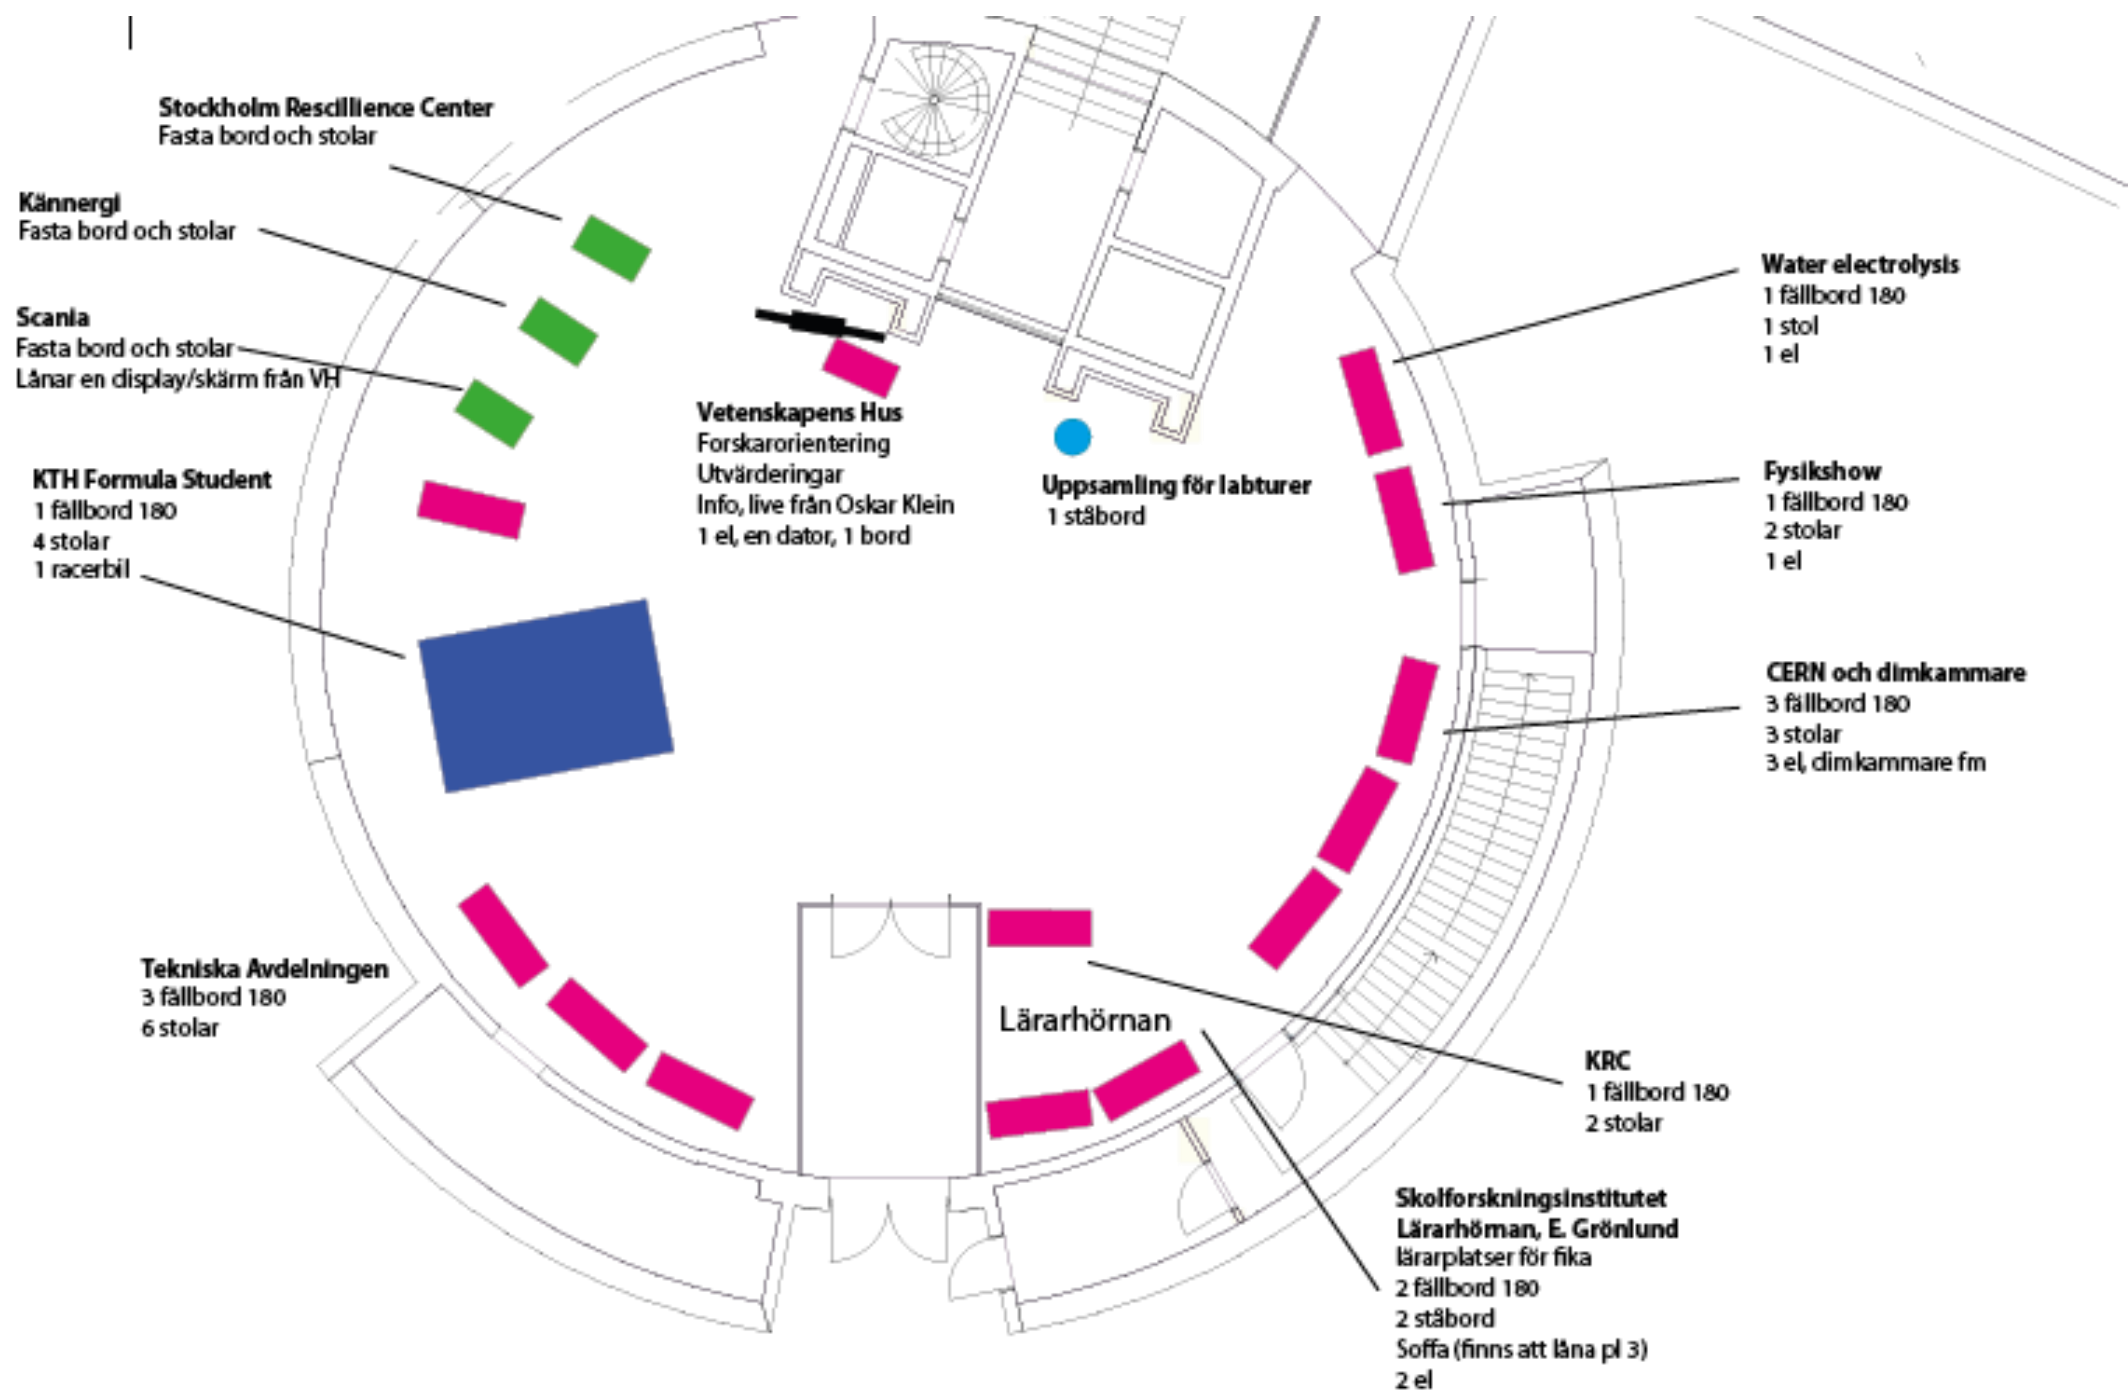 Stockholm Rescillience Center
Fasta bord och stolar
Kännergi
Fasta bord och stolar
Scania
Fasta bord och stolar
Lånar en display/skärm från VH
KTH Formula Student
1 fällbord 180
4 stolar
1 racerbil
Tekniska Avdelningen
3 fällbord 180
6 stolar
Vetenskapens Hus
Forskarorientering
Utvärderingar
Info, live från Oskar Klein
1 el, en dator, 1 bord
Uppsamling för labturer
1 ståbord
Water electrolysis
1 fällbord 180
1 stol
1 el
Fysikshow
1 fällbord 180
2 stolar
1 el
CERN och dimkammare
3 fällbord 180
3 stolar
3 el, dimkammare fm
Lärarhörnan
KRC
1 fällbord 180
2 stolar
Skolforskningsinstitutet
Lärarhörnan, E. Grönlund
lärarplatser för fika
2 fällbord 180
2 ståbord
Soffa (finns att låna pl 3)
2 el